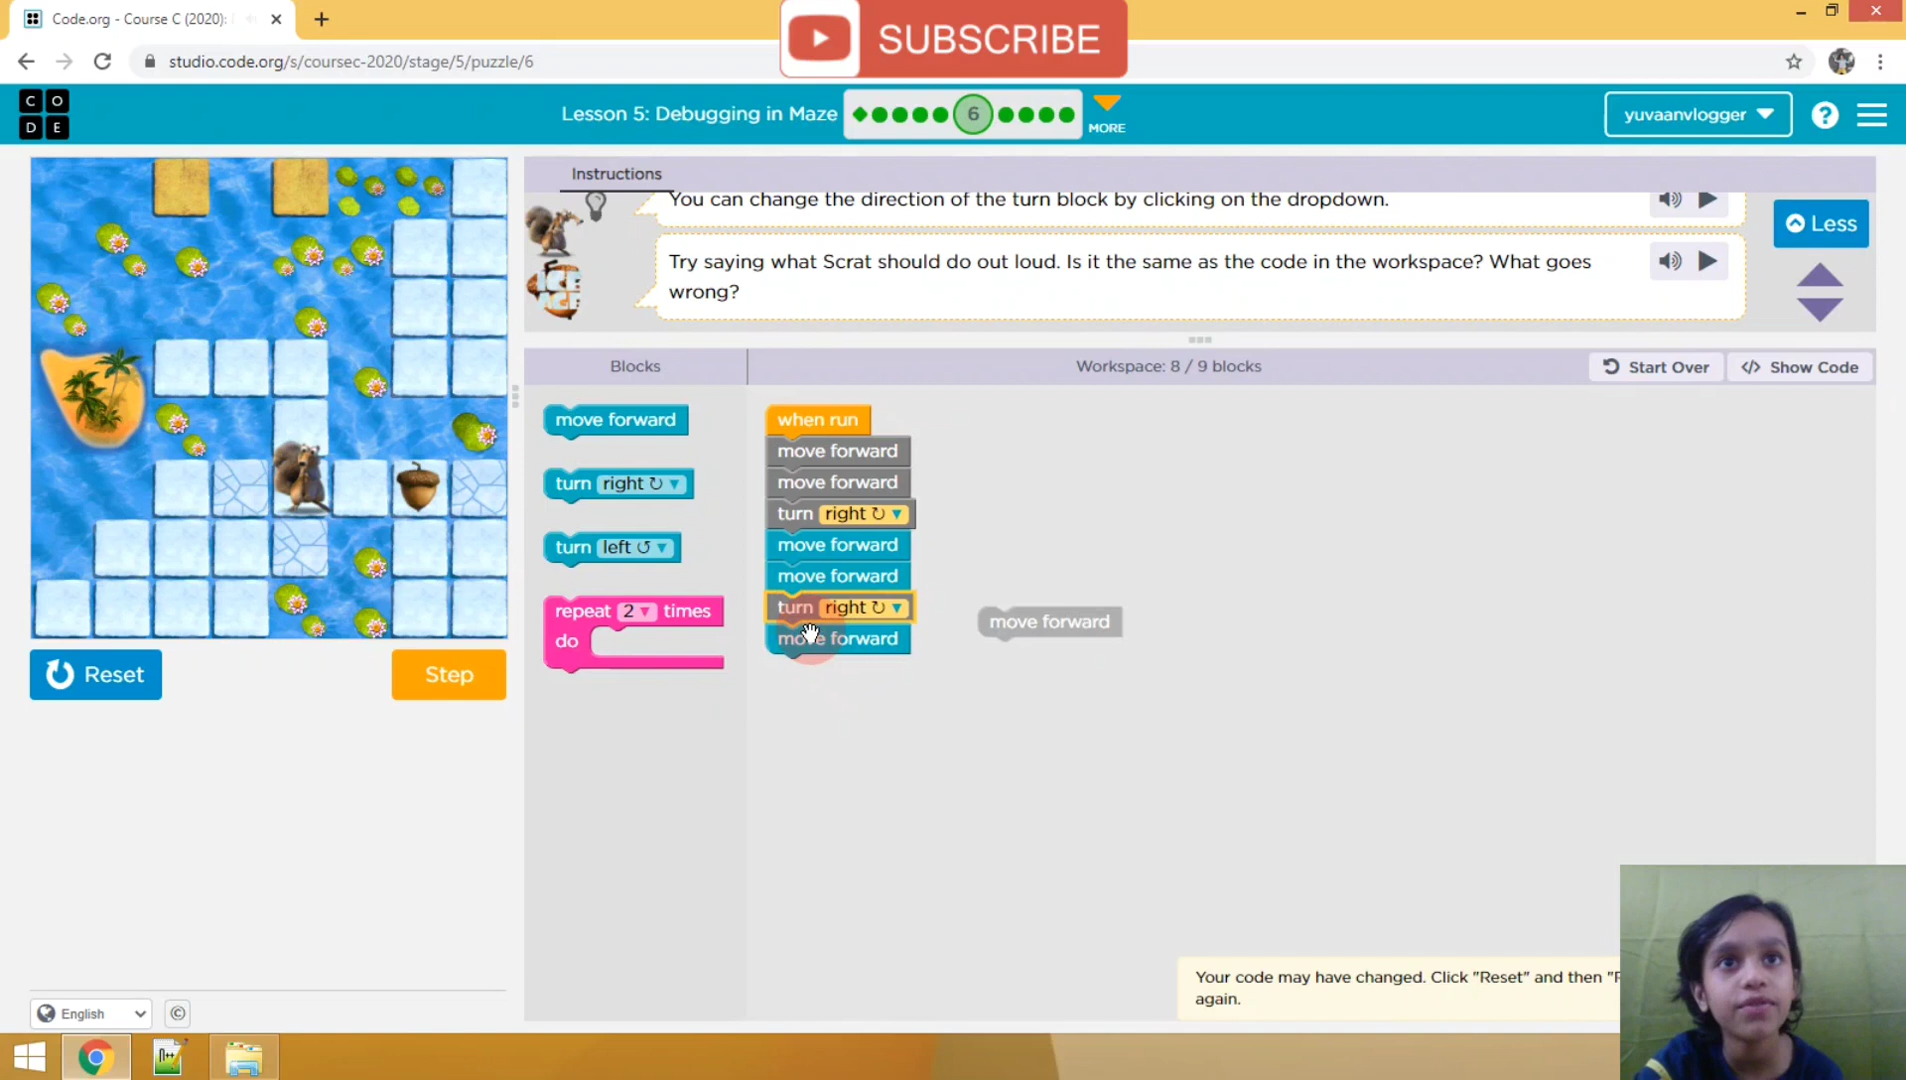 Code.org - Course C (2020):
SUBSCRIBE
studio.code.org/s/coursec-2020/stage/5/puzzle/6
C O
D E
Lesson 5: Debugging in Maze
6
MORE
yuvaanvlogger
?
Instructions
You can change the direction of the turn block by clicking on the dropdown.
Less
Try saying what Scrat should do out loud. Is it the same as the code in the workspace? What goes
wrong?
Blocks
Workspace: 8 / 9 blocks
Start Over
</> Show Code
move forward
turn right ↻
turn left ↺
repeat 2 times
do
when run
move forward
move forward
turn right ↻
move forward
move forward
turn right ↻
move forward
move forward
Reset
Step
Your code may have changed. Click "Reset" and then "
again.
English
©